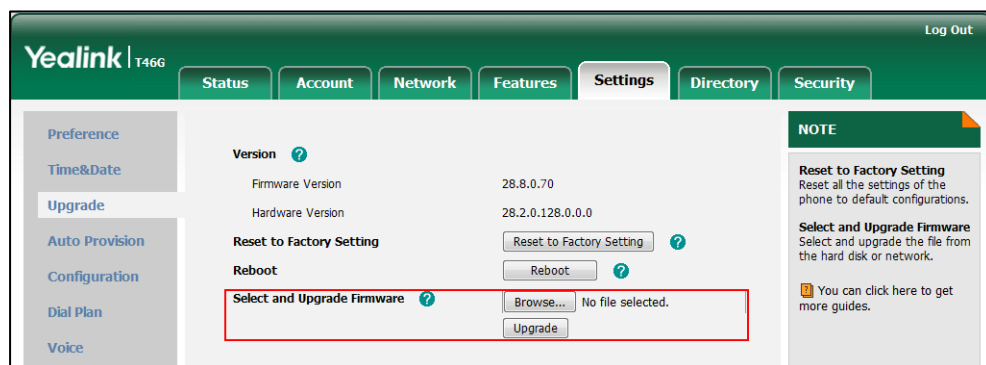 Log Out
Yealink T46G
Status Account Network Features Settings Directory Security
Preference
Time&Date
Upgrade
Auto Provision
Configuration
Dial Plan
Voice
Version ?
Firmware Version 28.8.0.70
Hardware Version 28.2.0.128.0.0.0
Reset to Factory Setting Reset to Factory Setting ?
Reboot Reboot ?
Select and Upgrade Firmware ? Browse... No file selected.
Upgrade
NOTE
Reset to Factory Setting
Reset all the settings of the
phone to default configurations.
Select and Upgrade Firmware
Select and upgrade the file from
the hard disk or network.
? You can click here to get
more guides.